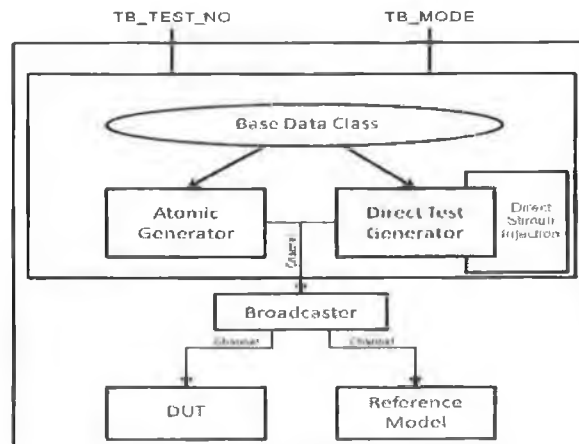 TB_TEST_NO
TB_MODE
Base Data Class
Atomic
Generator
Direct Test
Generator
Direct
Stimuli
Injection
Channel
Broadcaster
Channel
Channel
DUT
Reference
Model